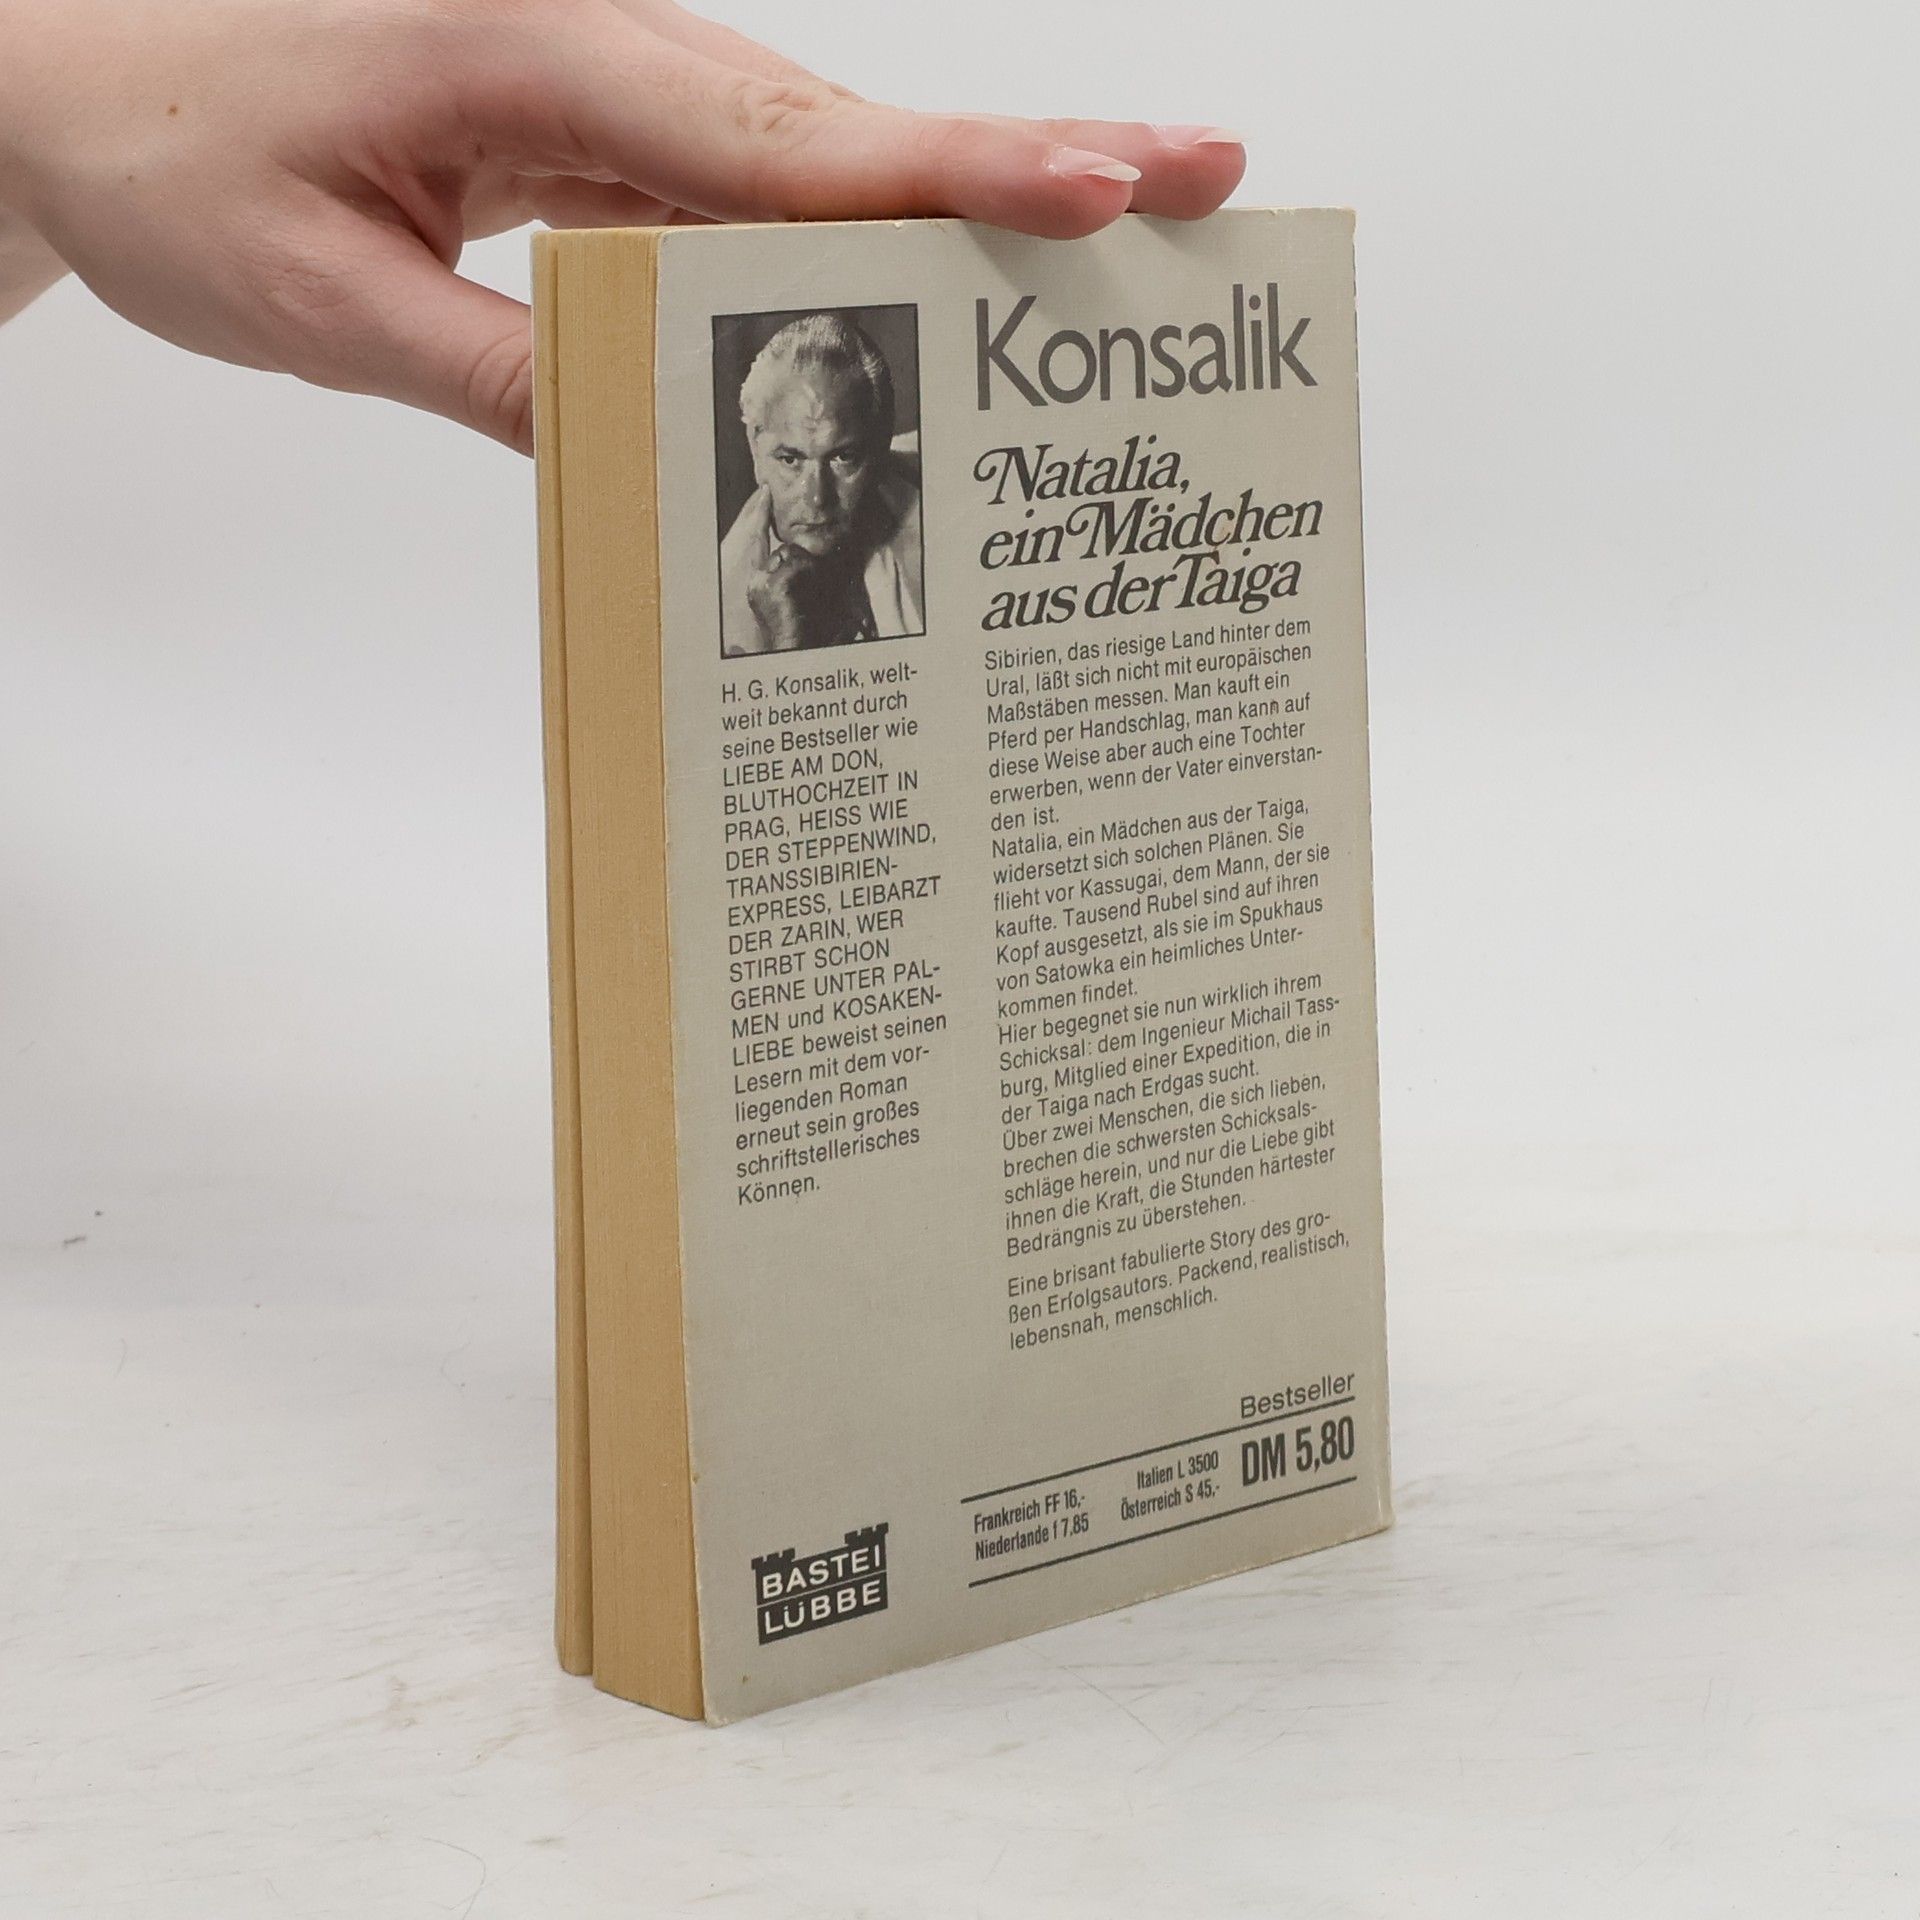 Konsalik
Natalia,
ein Mädchen
aus der Taiga
H. G. Konsalik, welt-
weit bekannt durch
seine Bestseller wie
LIEBE AM DON,
BLUTHOCHZEIT IN
PRAG, HEISS WIE
DER STEPPENWIND,
TRANSSIBIRIEN-
EXPRESS, LEIBARZT
DER ZARIN, WER
STIRBT SCHON
GERNE UNTER PAL-
MEN und KOSAKEN-
LIEBE beweist seinen
Lesern mit dem vor-
liegenden Roman
erneut sein großes
schriftstellerisches
Können.
Sibirien, das riesige Land hinter dem
Ural, läßt sich nicht mit europäischen
Maßstäben messen. Man kauft ein
Pferd per Handschlag, man kann auf
diese Weise aber auch eine Tochter
erwerben, wenn der Vater einverstan-
den ist.
Natalia, ein Mädchen aus der Taiga,
widersetzt sich solchen Plänen. Sie
flieht vor Kassugai, dem Mann, der sie
kaufte. Tausend Rubel sind auf ihren
Kopf ausgesetzt, als sie im Spukhaus
von Satowka ein heimliches Unter-
kommen findet.
Hier begegnet sie nun wirklich ihrem
Schicksal: dem Ingenieur Michail Tass-
burg, Mitglied einer Expedition, die in
der Taiga nach Erdgas sucht.
Über zwei Menschen, die sich lieben,
brechen die schwersten Schicksals-
schläge herein, und nur die Liebe gibt
ihnen die Kraft, die Stunden härtester
Bedrängnis zu überstehen.
Eine brisant fabulierte Story des gro-
ßen Erfolgsautors. Packend, realistisch,
lebensnah, menschlich.
Bestseller
Frankreich FF 16,- Italien L 3500 DM 5,80
Niederlande f 7,85 Österreich S 45,-
BASTEI
LÜBBE